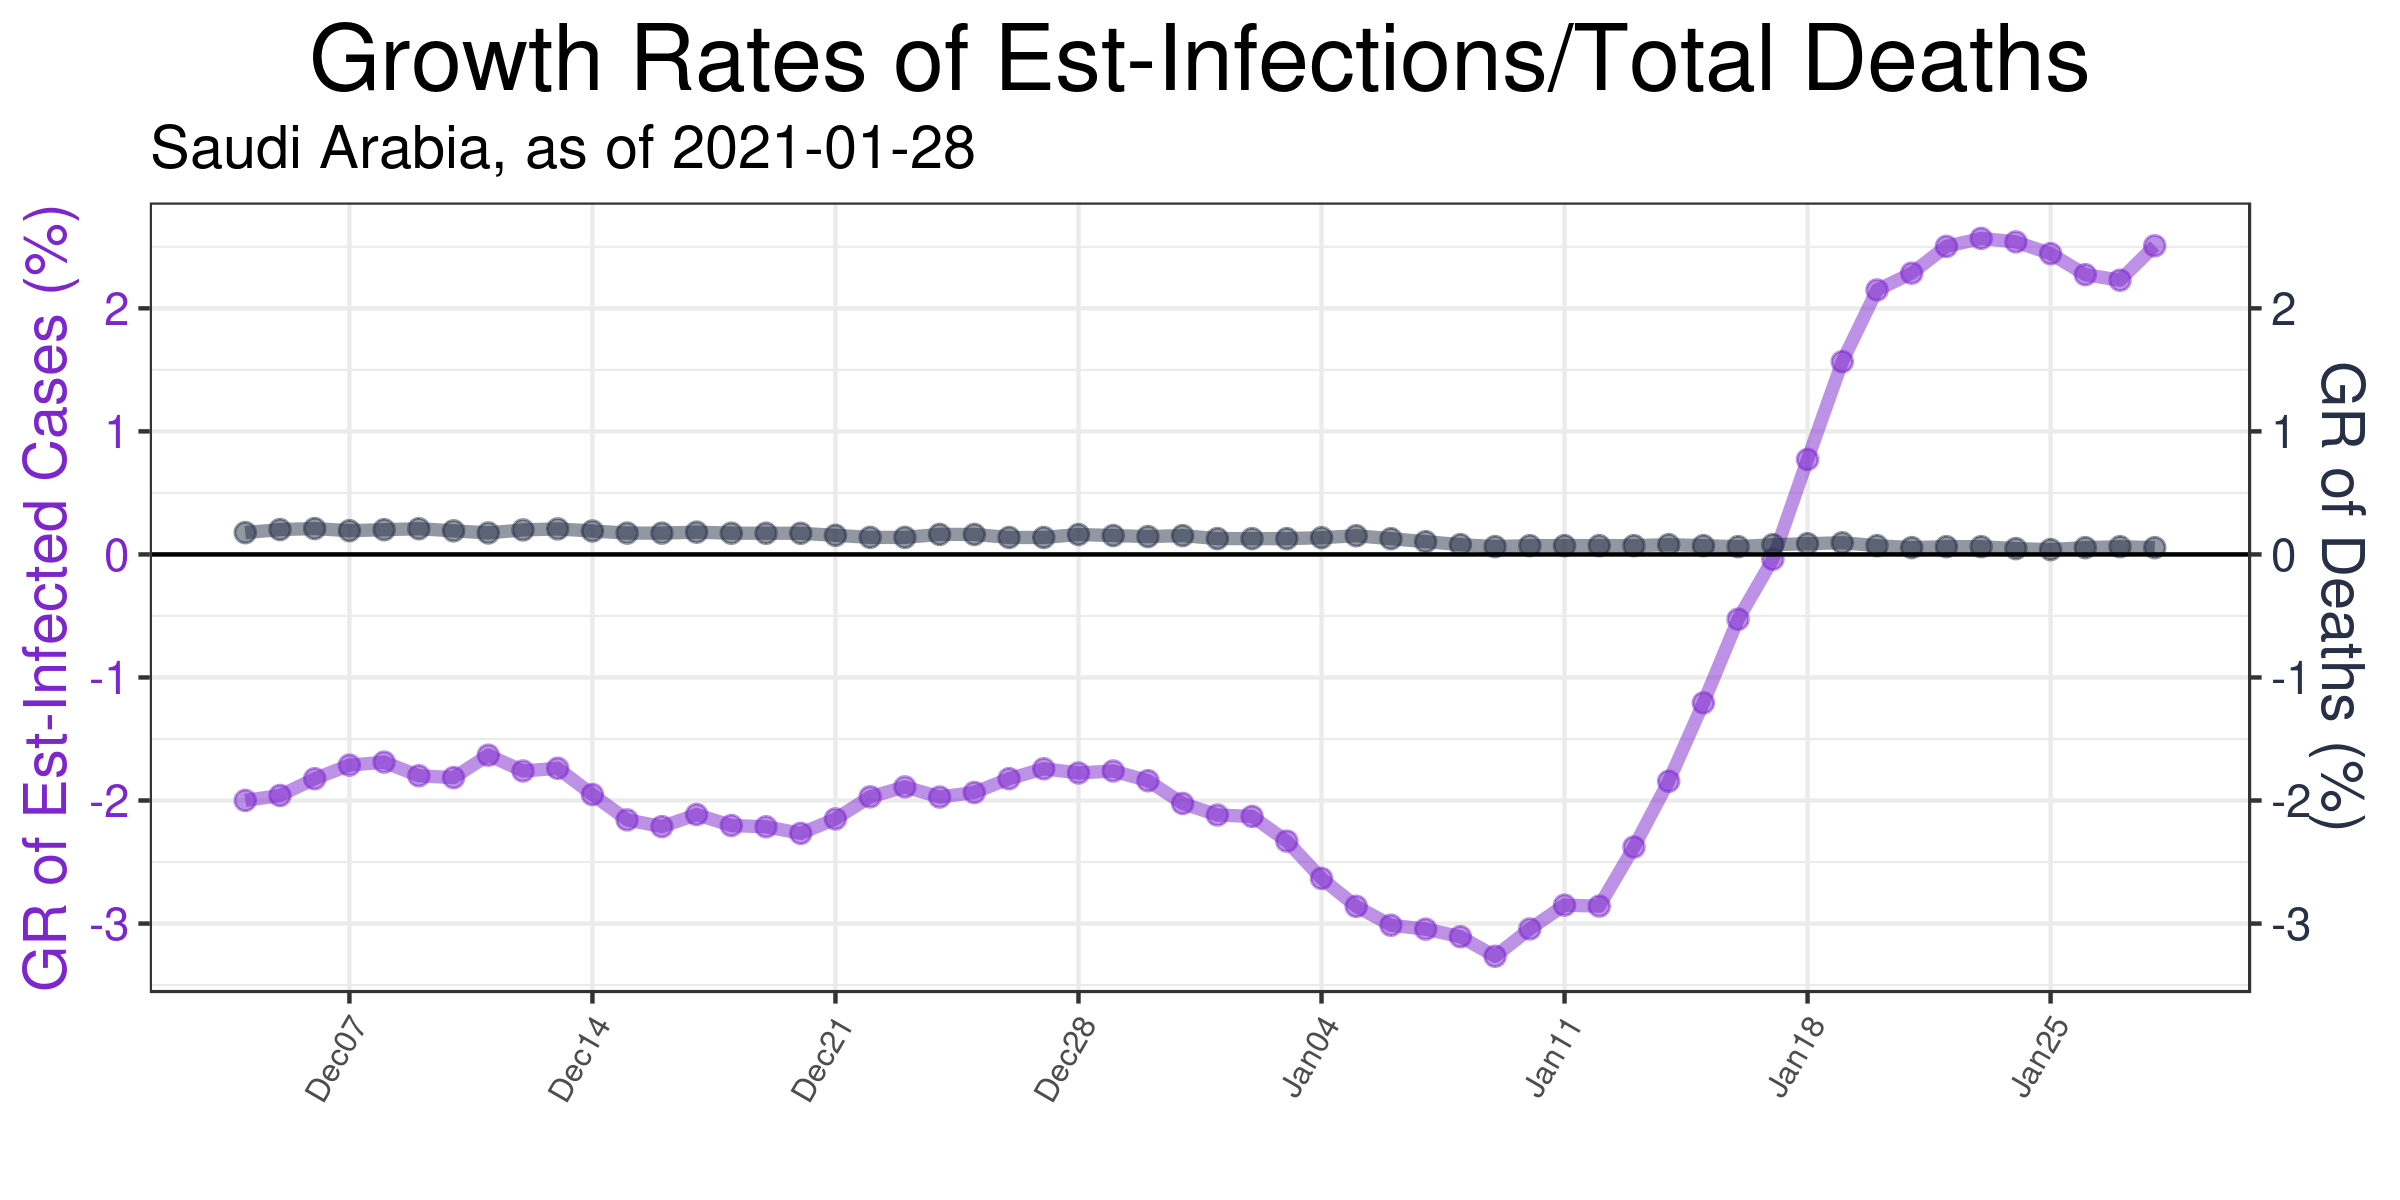 Growth Rates of Est-Infections/Total Deaths
Saudi Arabia, as of 2021-01-28
GR of Est-Infected Cases (%)
2
1
0
-1
-2
-3
2
1
0
-1
-2
-3
GR of Deaths (%)
Dec07
Dec14
Dec21
Dec28
Jan04
Jan11
Jan18
Jan25